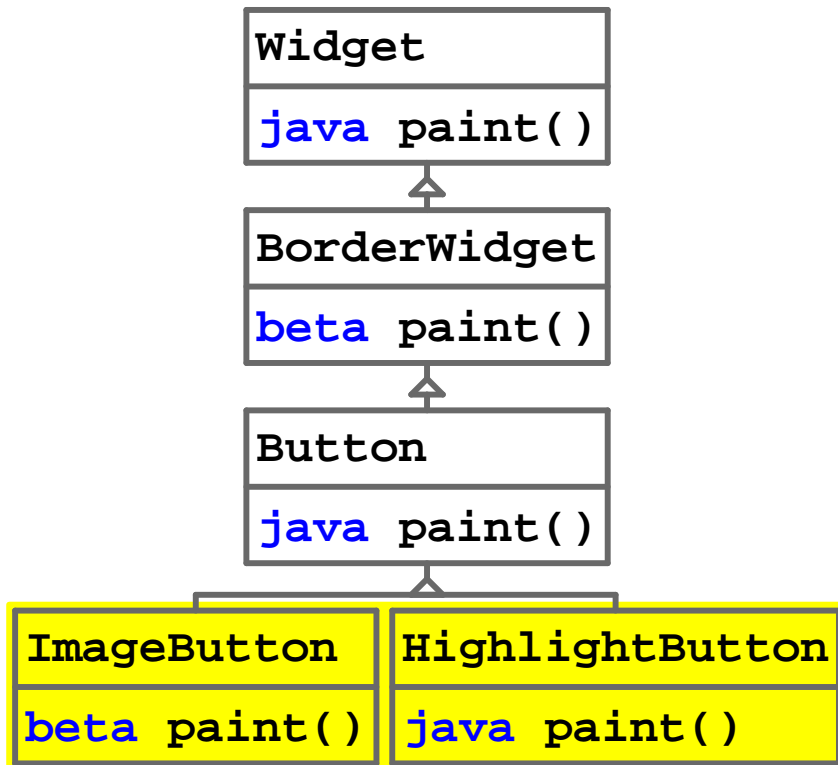 Widget
java paint()
BorderWidget
beta paint()
Button
java paint()
ImageButton
beta paint()
HighlightButton
java paint()